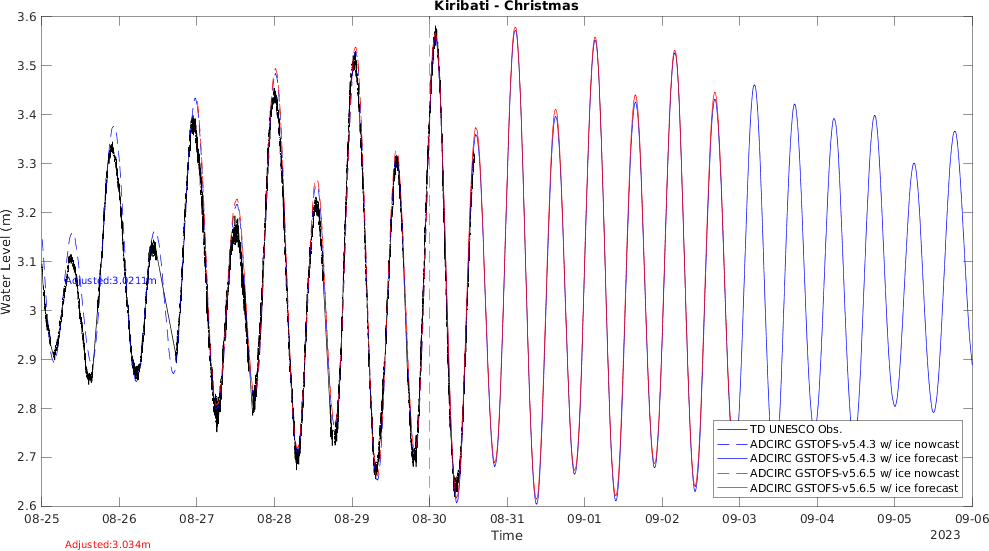 Kiribati - Christmas
3.6
3.5
3.4
3.3
3.2
3.1
3
2.9
2.8
2.7
2.6
Water Level (m)
Adjusted:3.0211m
TD UNESCO Obs.
ADCIRC GSTOFS-v5.4.3 w/ ice nowcast
ADCIRC GSTOFS-v5.4.3 w/ ice forecast
ADCIRC GSTOFS-v5.6.5 w/ ice nowcast
ADCIRC GSTOFS-v5.6.5 w/ ice forecast
08-25 08-26 08-27 08-28 08-29 08-30 08-31 09-01 09-02 09-03 09-04 09-05 09-06
Time
2023
Adjusted:3.034m